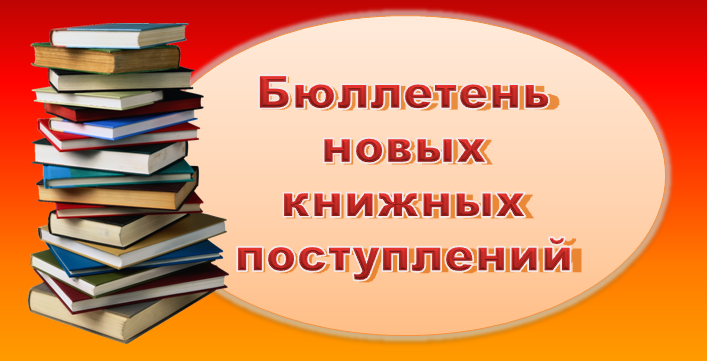 Бюллетень
новых
книжных
поступлений